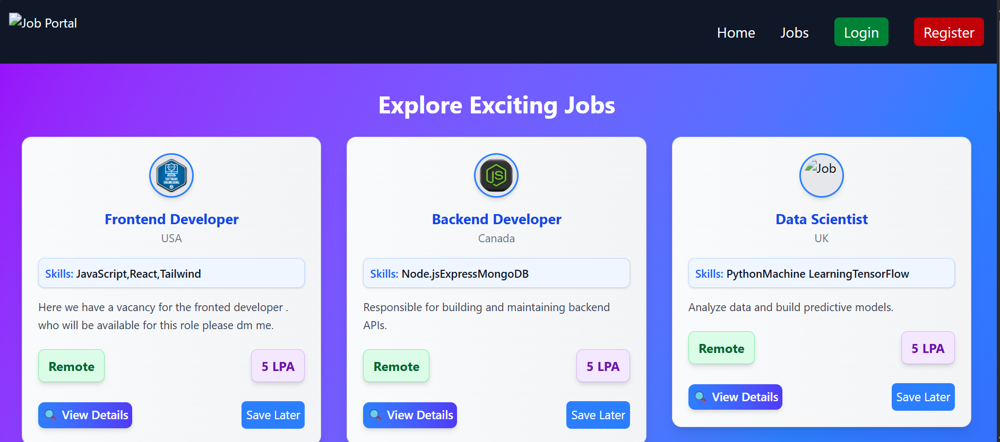 Job Portal
Home
Jobs
Login
Register
Explore Exciting Jobs
SOFTWARE
ENGINEERING
Frontend Developer
USA
Skills: JavaScript,React,Tailwind
Here we have a vacancy for the fronted developer .
who will be available for this role please dm me.
Remote
5 LPA
View Details
Save Later
JS
Backend Developer
Canada
Skills: Node.jsExpressMongoDB
Responsible for building and maintaining backend
APIs.
Remote
5 LPA
View Details
Save Later
Job
Data Scientist
UK
Skills: PythonMachine LearningTensorFlow
Analyze data and build predictive models.
Remote
5 LPA
View Details
Save Later